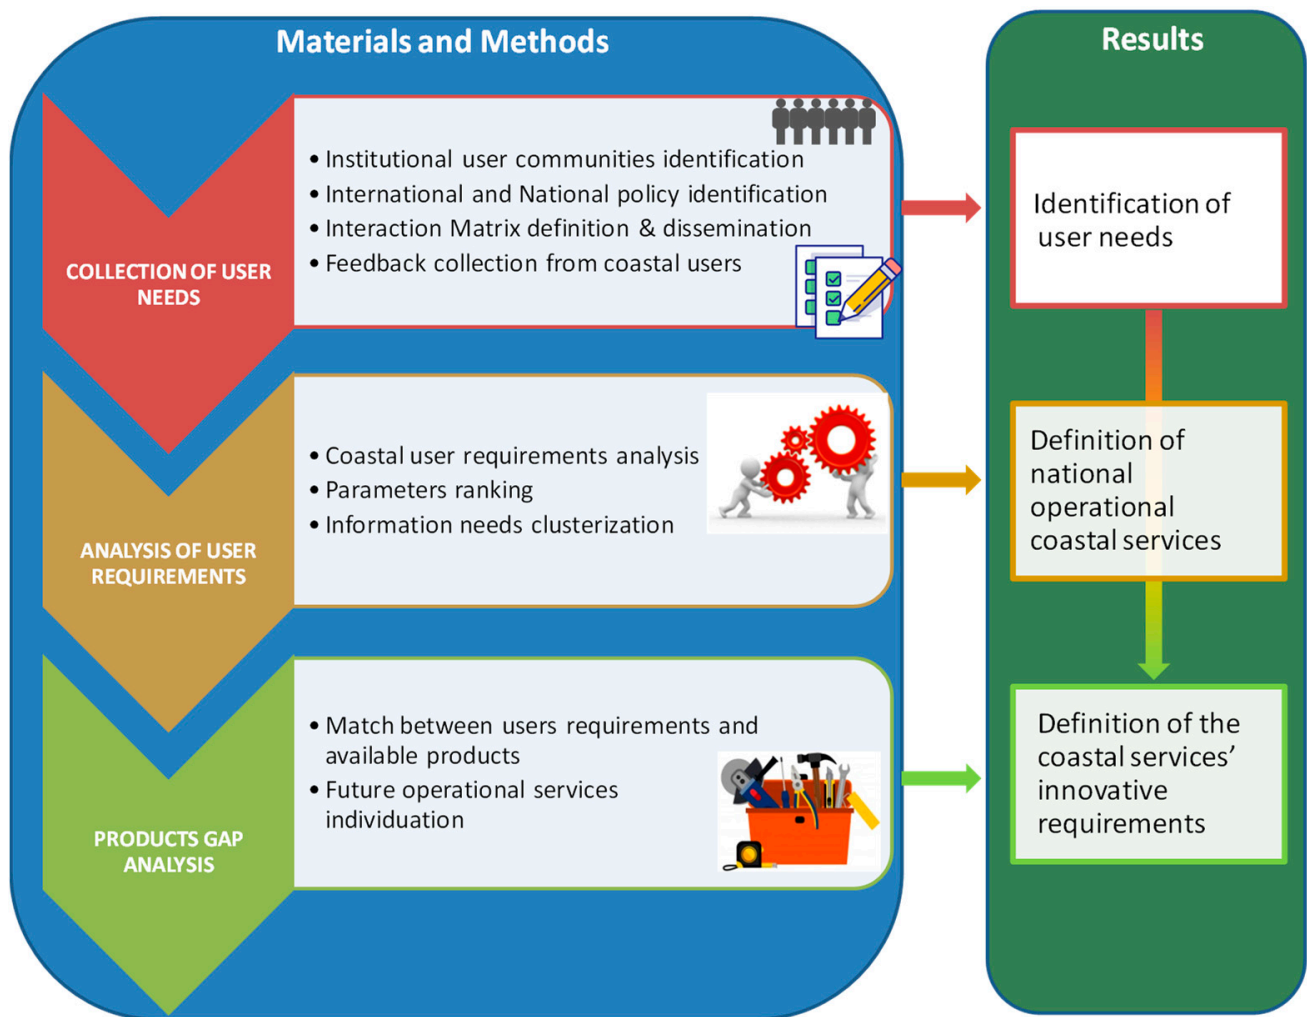 Materials and Methods
COLLECTION OF USER
NEEDS
• Institutional user communities identification
• International and National policy identification
• Interaction Matrix definition & dissemination
• Feedback collection from coastal users
ANALYSIS OF USER
REQUIREMENTS
• Coastal user requirements analysis
• Parameters ranking
• Information needs clusterization
PRODUCTS GAP
ANALYSIS
• Match between users requirements and
available products
• Future operational services
individuation
Results
Identification of
user needs
Definition of
national
operational
coastal services
Definition of the
coastal services’
innovative
requirements